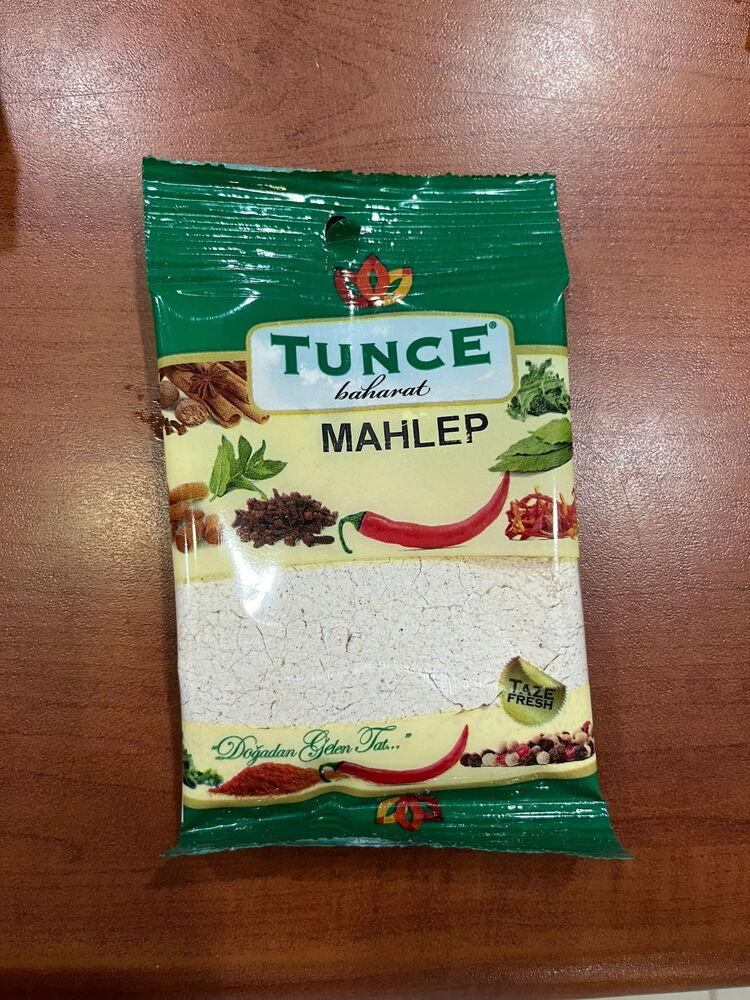 TUNCE®
baharat
MAHLEP
TAZE
FRESH
"Doğadan Gelen Tat..."